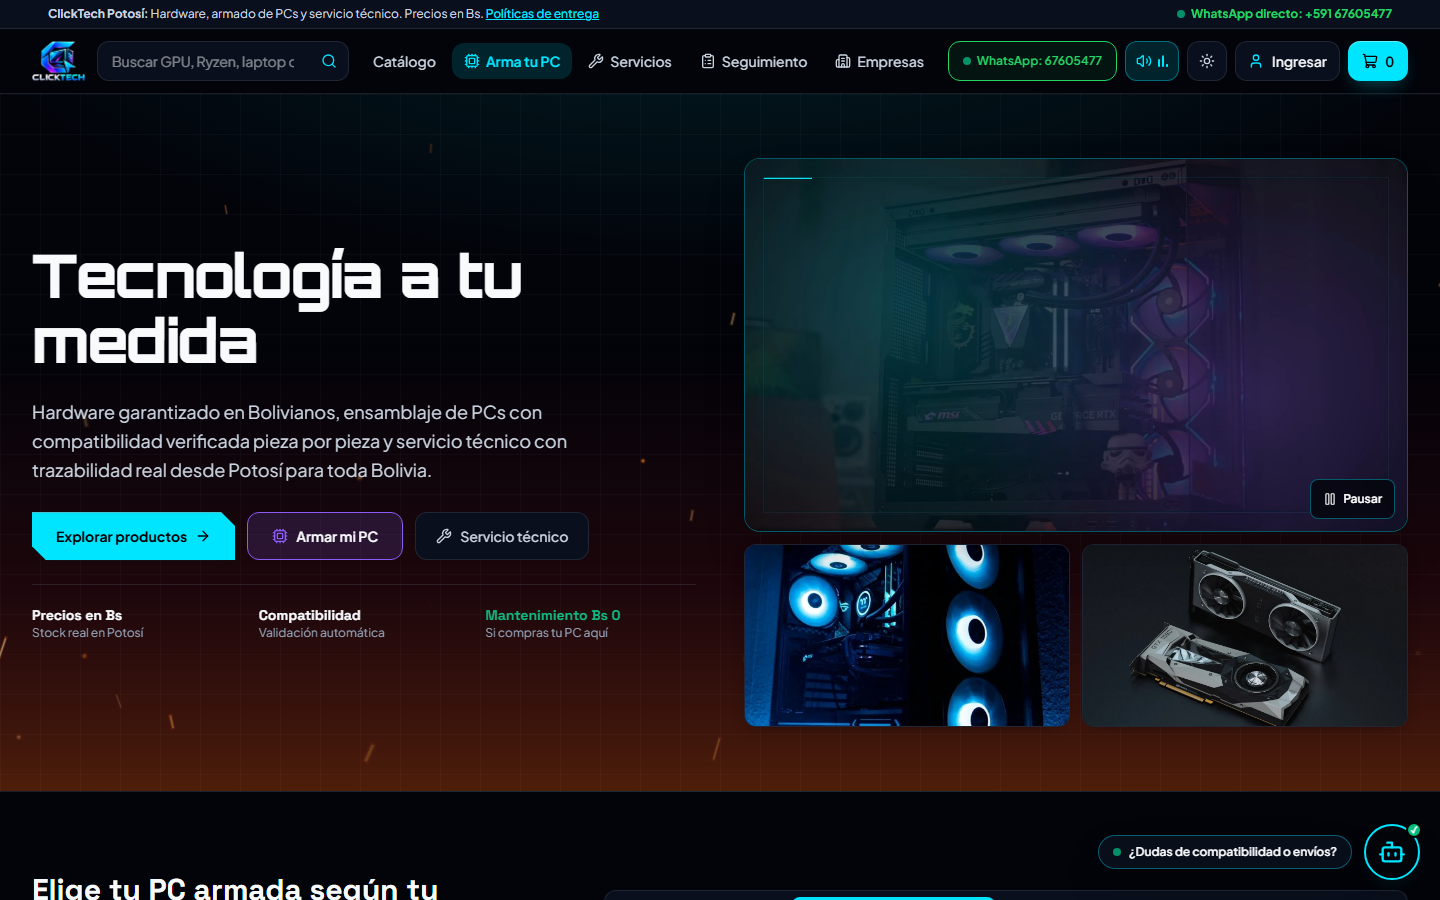 ClickTech Potosí: Hardware, armado de PCs y servicio técnico. Precios en Bs. Políticas de entrega
WhatsApp directo: +591 67605477
CLICKTECH
Buscar GPU, Ryzen, laptop c
Catálogo
Arma tu PC
Servicios
Seguimiento
Empresas
WhatsApp: 67605477
Ingresar
0
Tecnología a tu
medida
Hardware garantizado en Bolivianos, ensamblaje de PCs con
compatibilidad verificada pieza por pieza y servicio técnico con
trazabilidad real desde Potosí para toda Bolivia.
Explorar productos
Armar mi PC
Servicio técnico
Precios en Bs
Stock real en Potosí
Compatibilidad
Validación automática
Mantenimiento Bs 0
Si compras tu PC aquí
msi
GEFORCE RTX
Pausar
¿Dudas de compatibilidad o envíos?
Elige tu PC armada según tu